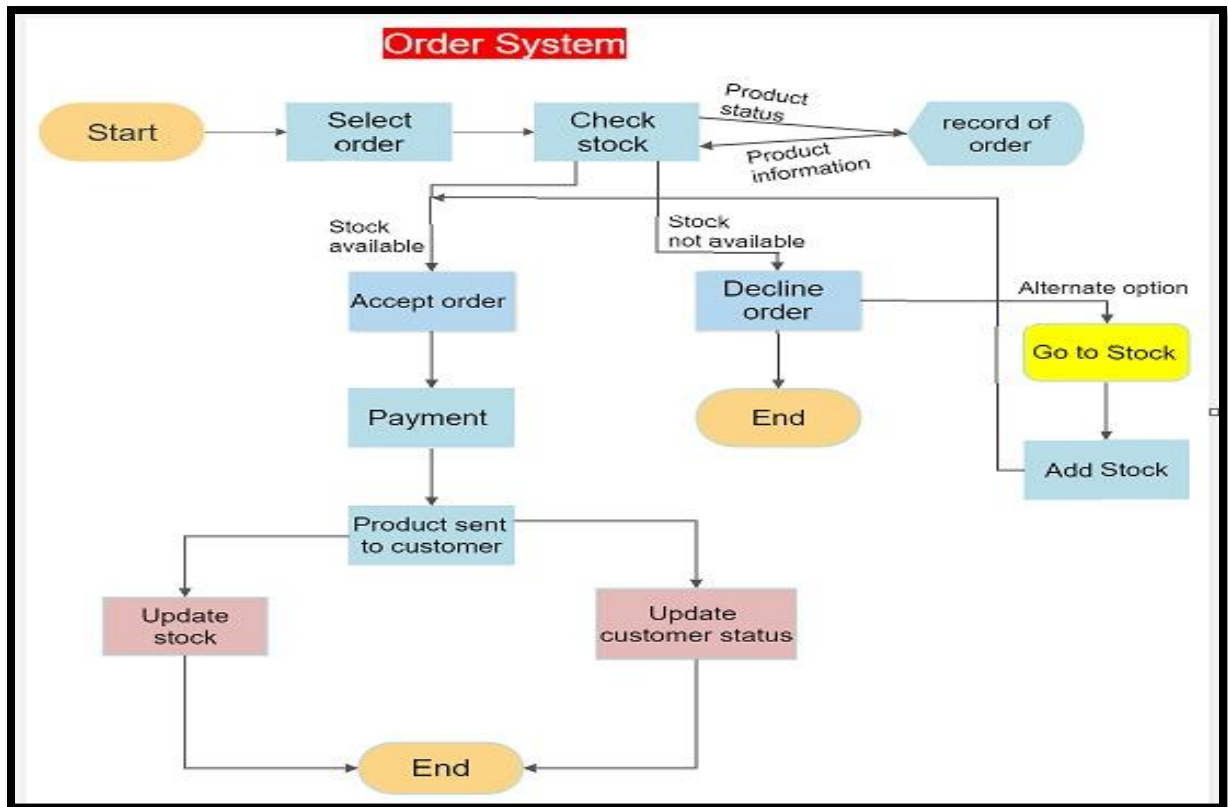 Order System
Start
Select
order
Check
stock
Product
status
Product
information
record of
order
Stock
available
Stock
not available
Accept order
Decline
order
Alternate option
Go to Stock
Payment
End
Add Stock
Product sent
to customer
Update
stock
Update
customer status
End